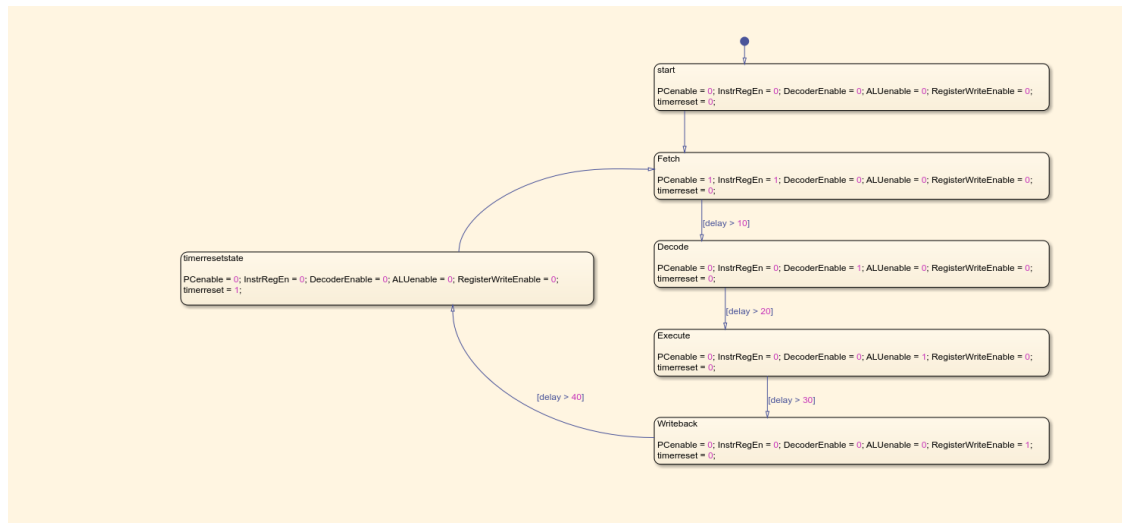 start
PCenable = 0; InstrRegEn = 0; DecoderEnable = 0; ALUenable = 0; RegisterWriteEnable = 0;
timerreset = 0;
Fetch
PCenable = 1; InstrRegEn = 1; DecoderEnable = 0; ALUenable = 0; RegisterWriteEnable = 0;
timerreset = 0;
[delay > 10]
Decode
PCenable = 0; InstrRegEn = 0; DecoderEnable = 1; ALUenable = 0; RegisterWriteEnable = 0;
timerreset = 0;
[delay > 20]
Execute
PCenable = 0; InstrRegEn = 0; DecoderEnable = 0; ALUenable = 1; RegisterWriteEnable = 0;
timerreset = 0;
[delay > 30]
Writeback
PCenable = 0; InstrRegEn = 0; DecoderEnable = 0; ALUenable = 0; RegisterWriteEnable = 1;
timerreset = 0;
[delay > 40]
timerresetstate
PCenable = 0; InstrRegEn = 0; DecoderEnable = 0; ALUenable = 0; RegisterWriteEnable = 0;
timerreset = 1;